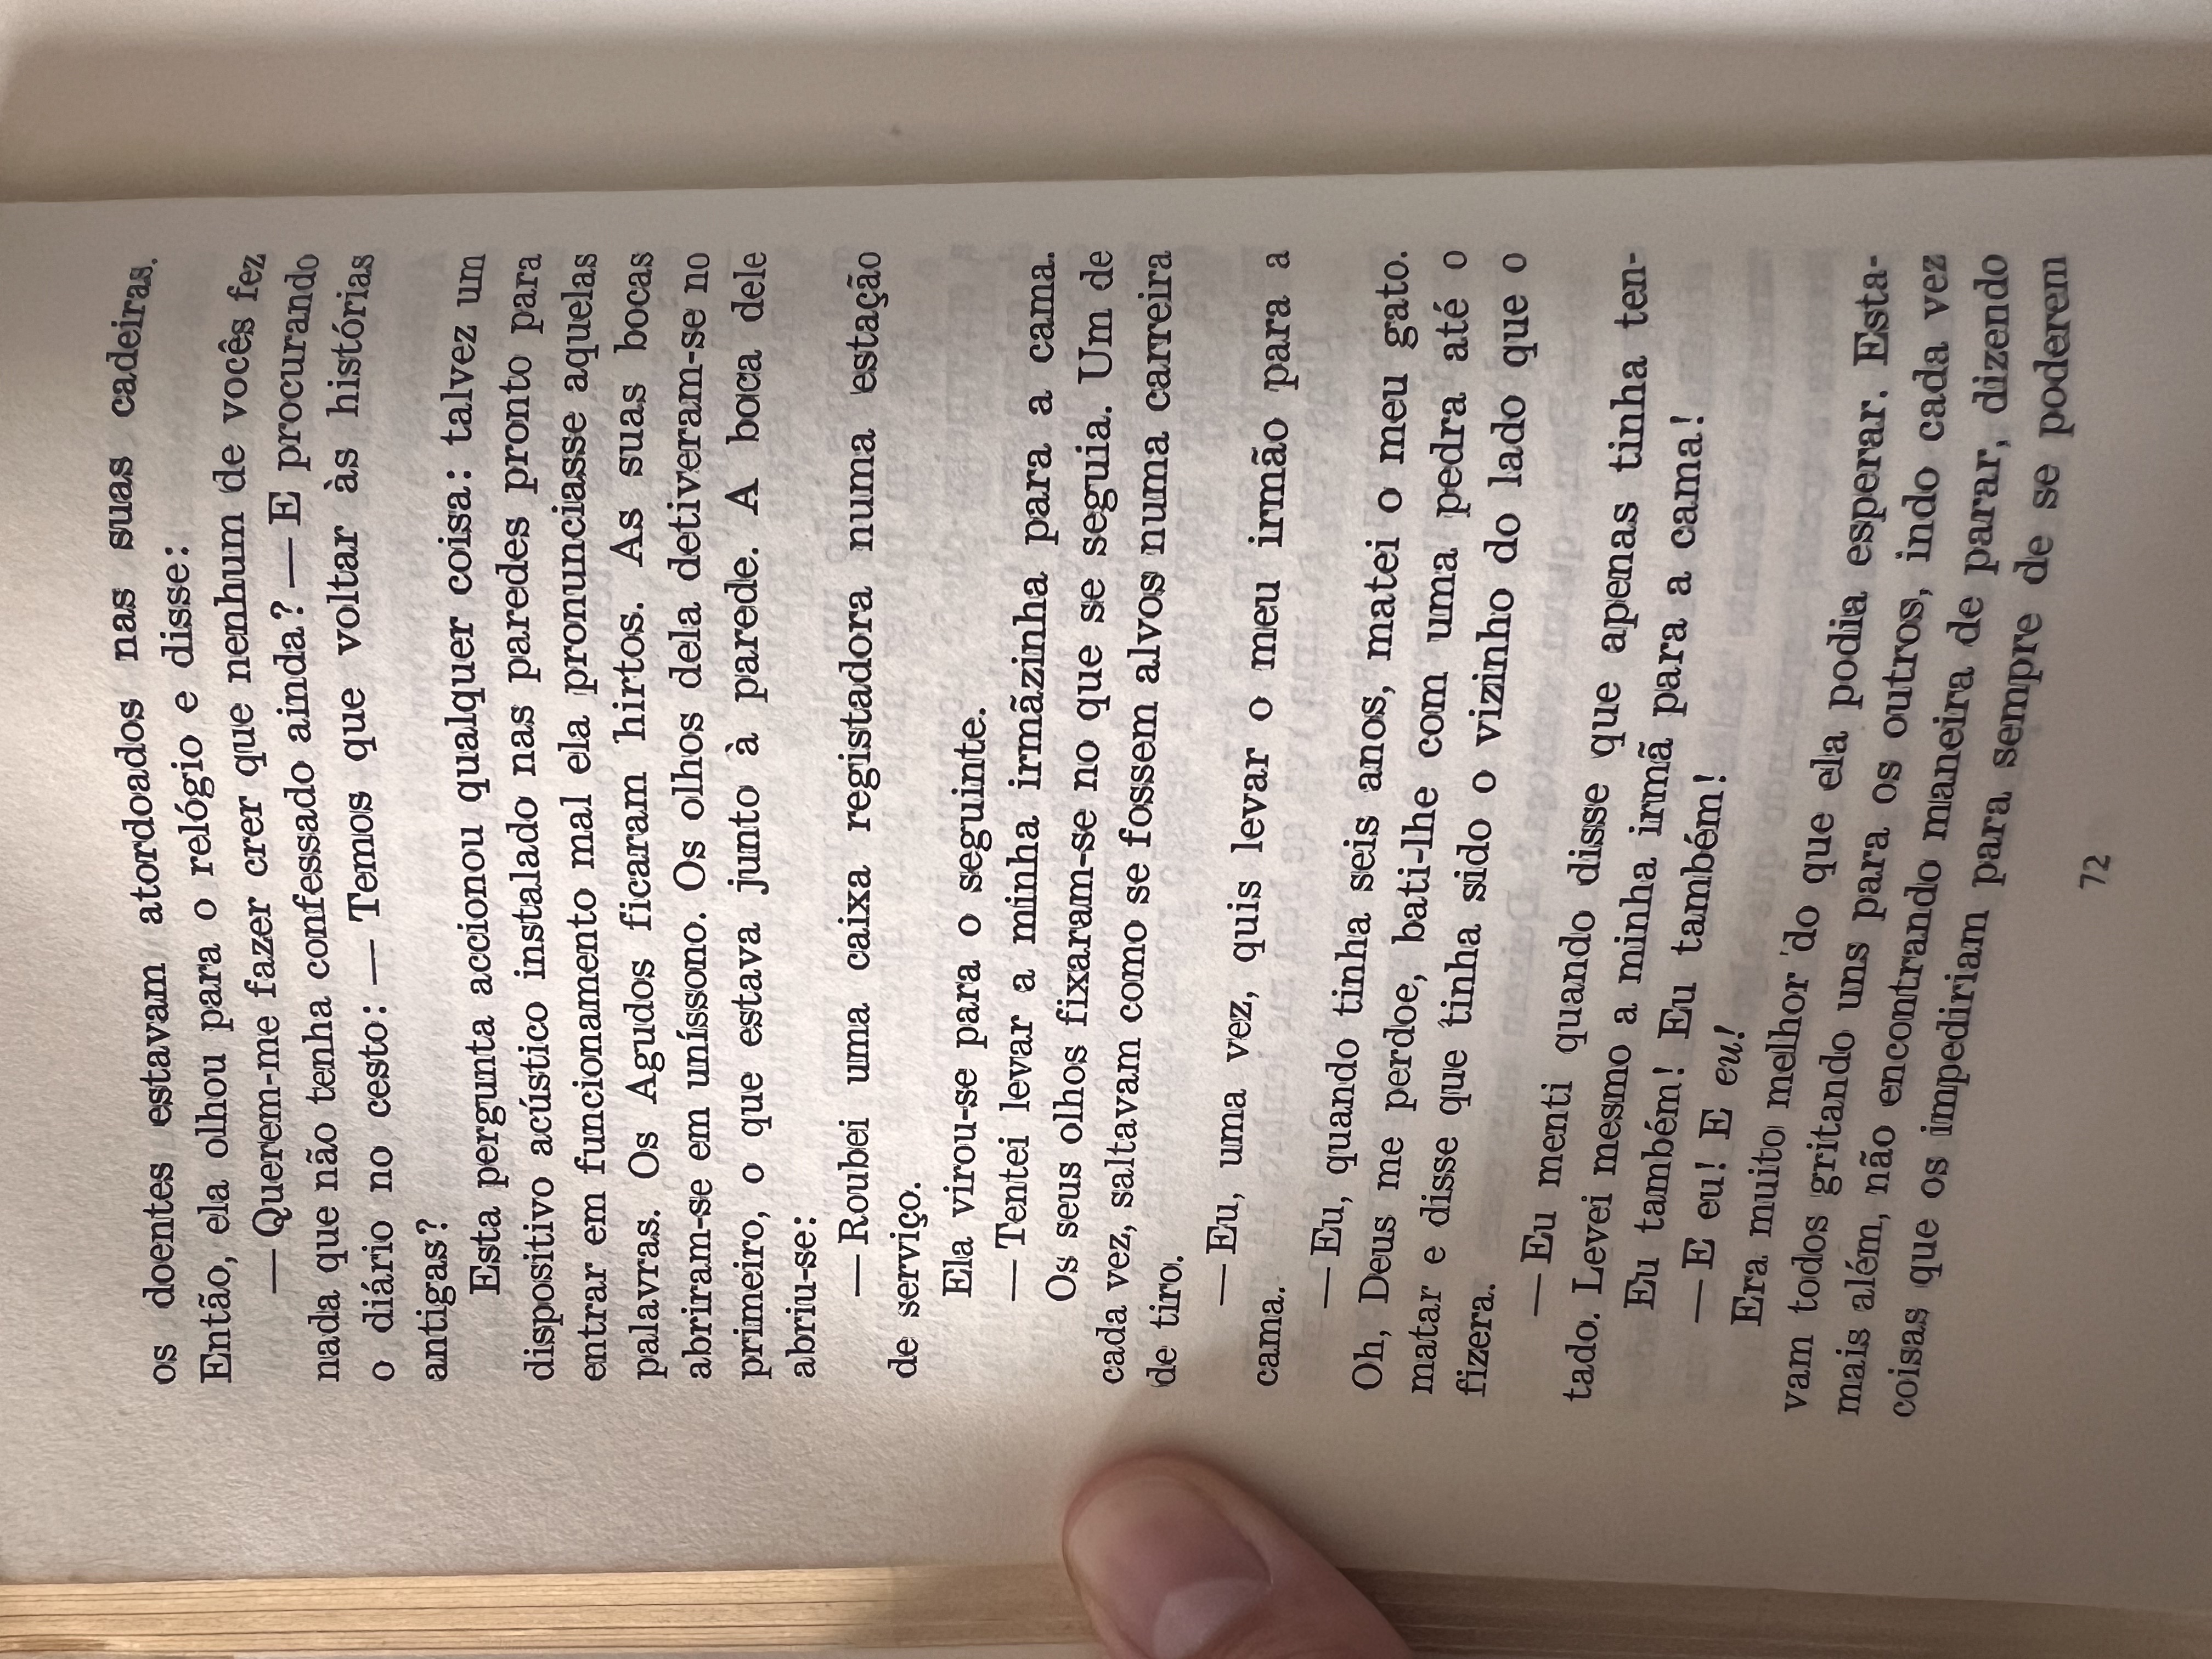 os doentes estavam atordoados nas suas cadeiras.
Então, ela olhou para o relógio e disse:
— Querem-me fazer crer que nenhum de vocês fez
nada que não tenha confessado ainda? — E procurando
o diário no cesto: — Temos que voltar às histórias
antigas?
Esta pergunta accionou qualquer coisa: talvez um
dispositivo acústico instalado nas paredes pronto para
entrar em funcionamento mal ela pronunciasse aquelas
palavras. Os Agudos ficaram hirtos. As suas bocas
abriram-se em uníssono. Os olhos dela detiveram-se no
primeiro, o que estava junto à parede. A boca dele
abriu-se:
— Roubei uma caixa registadora numa estação
de serviço.
Ela virou-se para o seguinte.
— Tentei levar a minha irmãzinha para a cama.
Os seus olhos fixaram-se no que se seguia. Um de
cada vez, saltavam como se fossem alvos numa carreira
de tiro.
— Eu, uma vez, quis levar o meu irmão para a
cama.
— Eu, quando tinha seis anos, matei o meu gato.
Oh, Deus me perdoe, bati-lhe com uma pedra até o
matar e disse que tinha sido o vizinho do lado que o
fizera.
— Eu menti quando disse que apenas tinha ten-
tado. Levei mesmo a minha irmã para a cama!
Eu também! Eu também!
— E eu! E eu!
Era muito melhor do que ela podia esperar. Esta-
vam todos gritando uns para os outros, indo cada vez
mais além, não encontrando maneira de parar, dizendo
coisas que os impediriam para sempre de se poderem
72